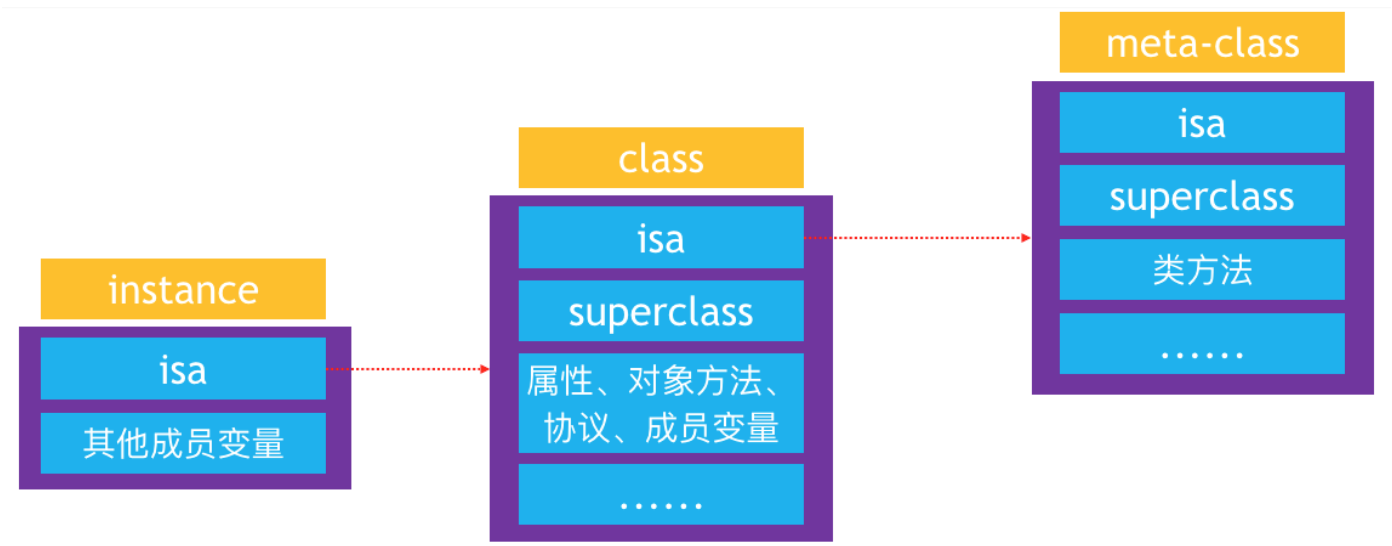 instance
isa
其他成员变量
class
isa
superclass
属性、对象方法、
协议、成员变量
......
meta-class
isa
superclass
类方法
......